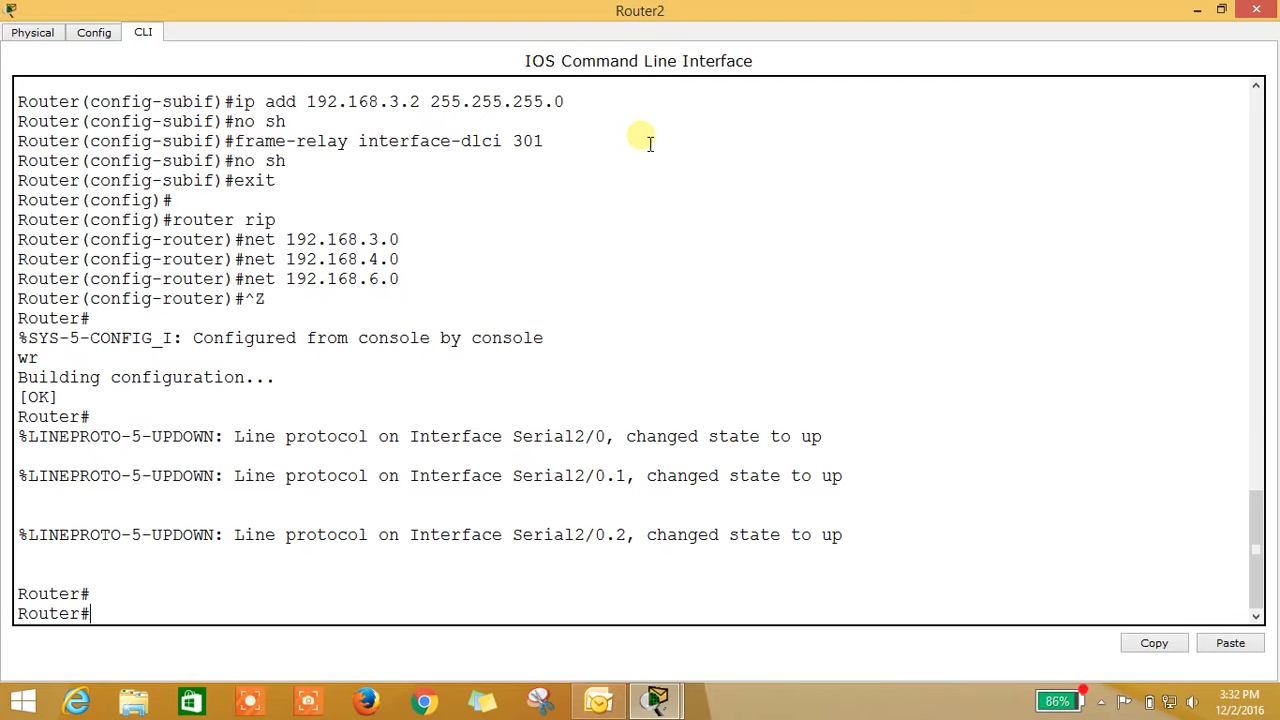 Router2
Physical Config CLI
IOS Command Line Interface
Router(config-subif)#ip add 192.168.3.2 255.255.255.0
Router(config-subif)#no sh
Router(config-subif)#frame-relay interface-dlci 301
Router(config-subif)#no sh
Router(config-subif)#exit
Router(config)#
Router(config)#router rip
Router(config-router)#net 192.168.3.0
Router(config-router)#net 192.168.4.0
Router(config-router)#net 192.168.6.0
Router(config-router)#^Z
Router#
%SYS-5-CONFIG_I: Configured from console by console
wr
Building configuration...
[OK]
Router#
%LINEPROTO-5-UPDOWN: Line protocol on Interface Serial2/0, changed state to up
%LINEPROTO-5-UPDOWN: Line protocol on Interface Serial2/0.1, changed state to up
%LINEPROTO-5-UPDOWN: Line protocol on Interface Serial2/0.2, changed state to up
Router#
Router#
Copy Paste
86%
3:32 PM
12/2/2016